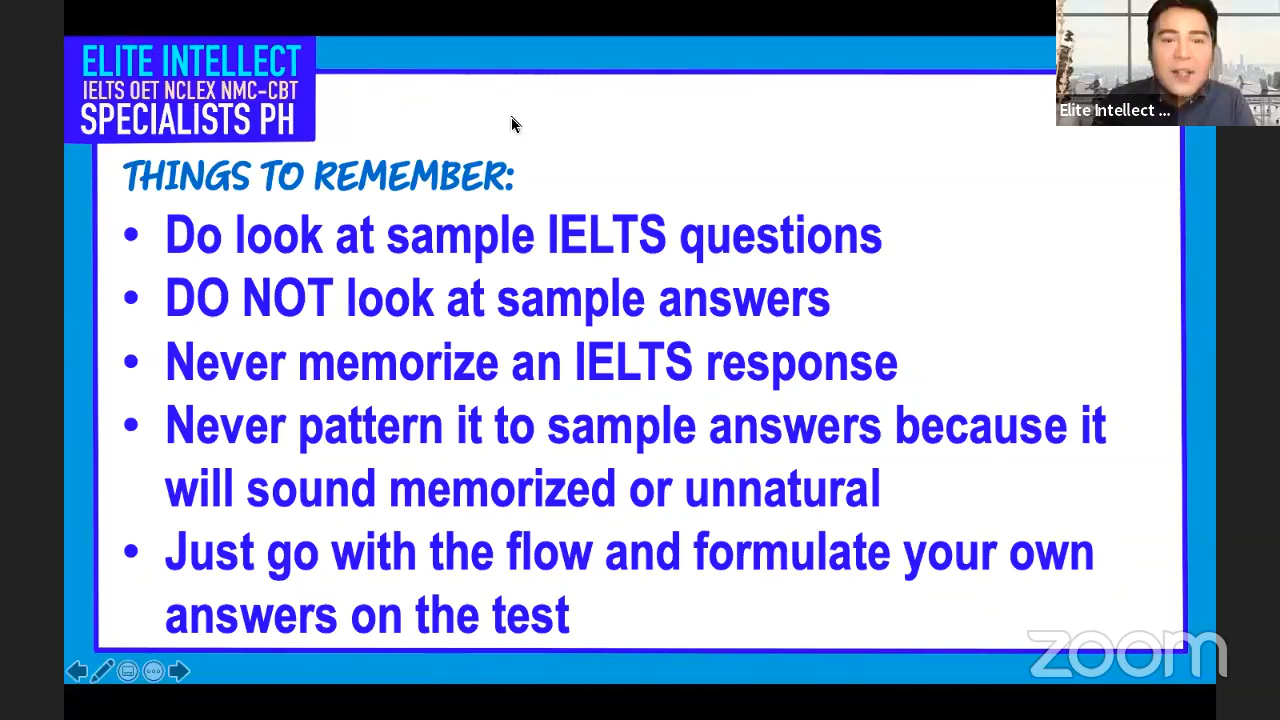 ELITE INTELLECT
IELTS OET NCLEX NMC-CBT
SPECIALISTS PH
Elite Intellect ...
THINGS TO REMEMBER:
• Do look at sample IELTS questions
• DO NOT look at sample answers
• Never memorize an IELTS response
• Never pattern it to sample answers because it
will sound memorized or unnatural
• Just go with the flow and formulate your own
answers on the test
zoom